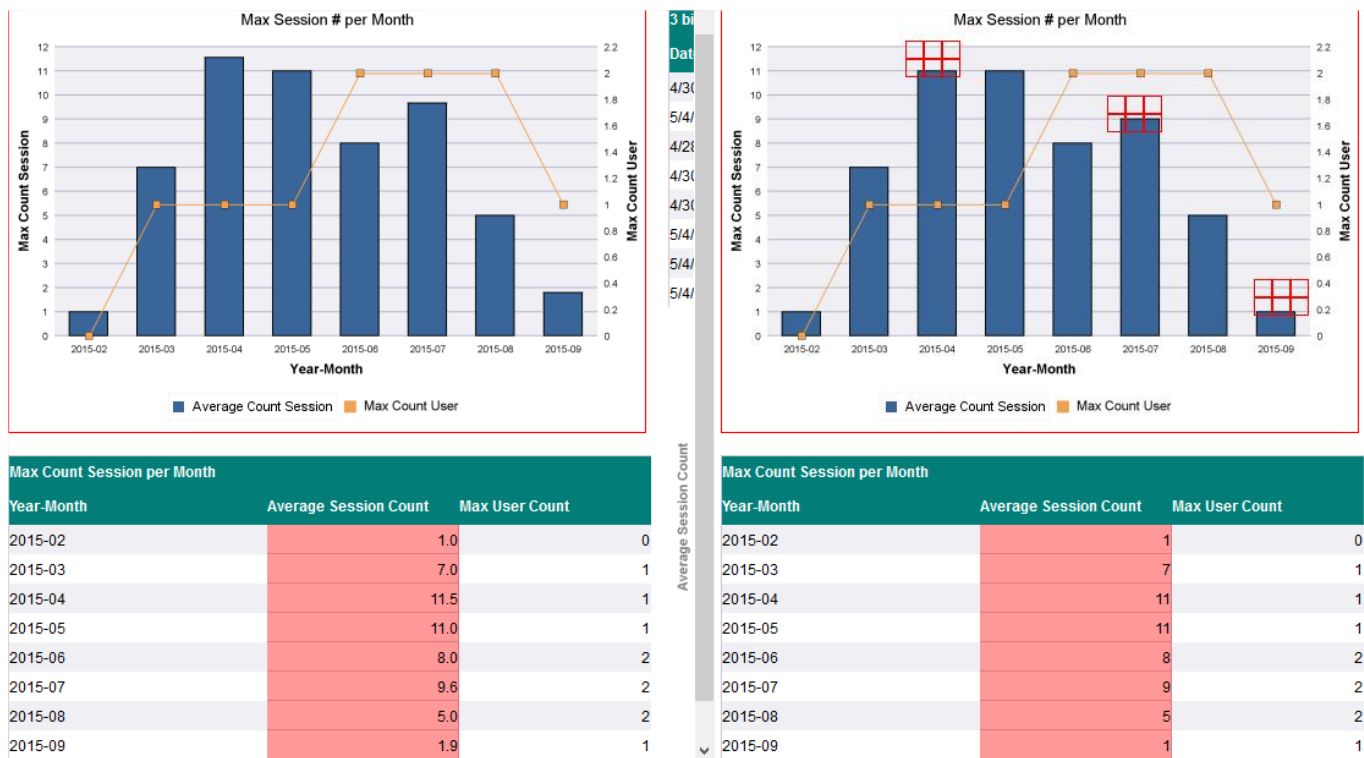 Max Session # per Month
12
11
10
9
8
7
6
5
4
3
2
1
0
Max Count Session
2.2
2
1.8
1.6
1.4
1.2
1
0.8
0.6
0.4
0.2
0
Max Count User
2015-02 2015-03 2015-04 2015-05 2015-06 2015-07 2015-08 2015-09
Year-Month
Average Count Session Max Count User
Max Count Session per Month
Year-Month Average Session Count Max User Count
2015-02 1.0 0
2015-03 7.0 1
2015-04 11.5 1
2015-05 11.0 1
2015-06 8.0 2
2015-07 9.6 2
2015-08 5.0 2
2015-09 1.9 1
3 bi
Dat
4/30
5/4/
4/28
4/30
4/30
5/4/
5/4/
5/4/
Average Session Count
Max Session # per Month
12
11
10
9
8
7
6
5
4
3
2
1
0
Max Count Session
2.2
2
1.8
1.6
1.4
1.2
1
0.8
0.6
0.4
0.2
0
Max Count User
2015-02 2015-03 2015-04 2015-05 2015-06 2015-07 2015-08 2015-09
Year-Month
Average Count Session Max Count User
Max Count Session per Month
Year-Month Average Session Count Max User Count
2015-02 1 0
2015-03 7 1
2015-04 11 1
2015-05 11 1
2015-06 8 2
2015-07 9 2
2015-08 5 2
2015-09 1 1